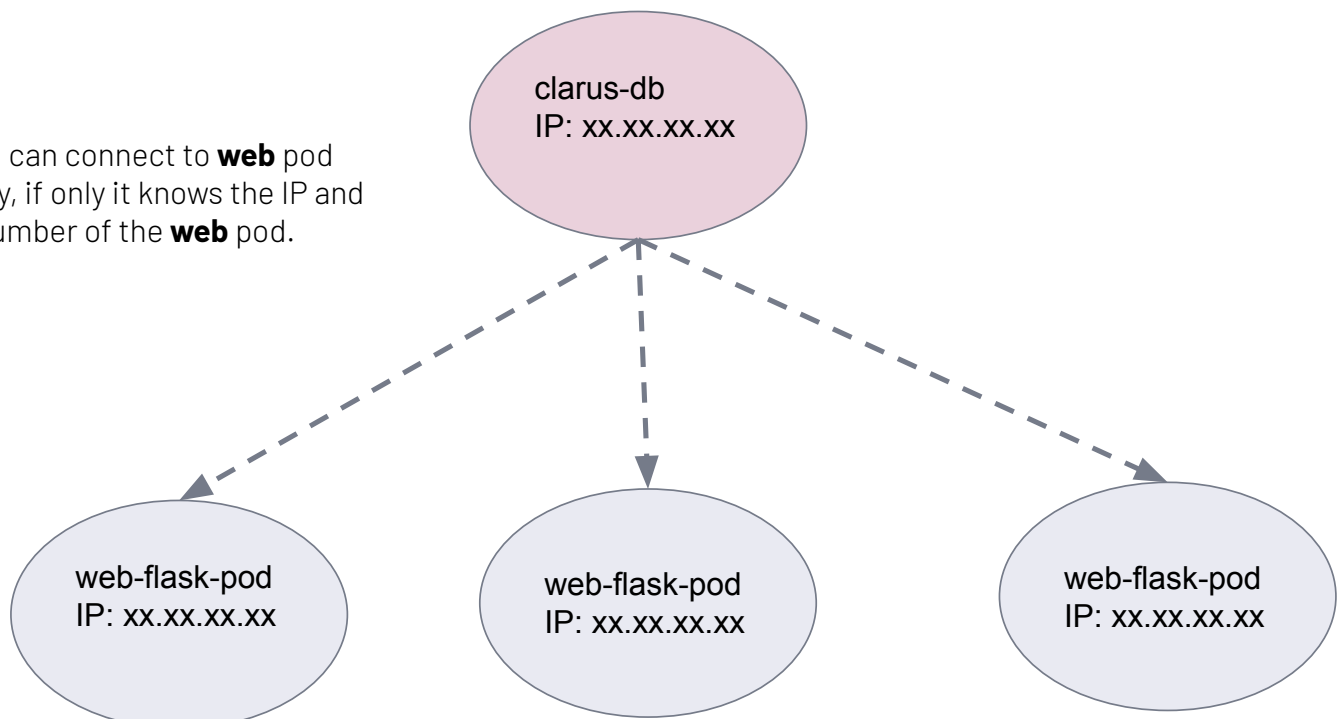 clarus-db
IP: xx.xx.xx.xx
can connect to web pod
if only it knows the IP and
number of the web pod.
web-flask-pod
IP: xx.xx.xx.xx
web-flask-pod
IP: xx.xx.xx.xx
web-flask-pod
IP: xx.xx.xx.xx